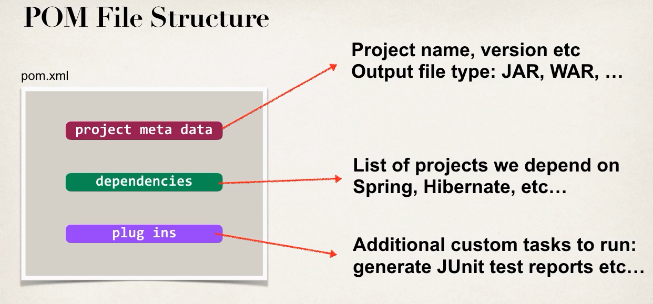 POM File Structure
pom.xml
project meta data
Project name, version etc
Output file type: JAR, WAR, …
dependencies
List of projects we depend on
Spring, Hibernate, etc…
plug ins
Additional custom tasks to run:
generate JUnit test reports etc…